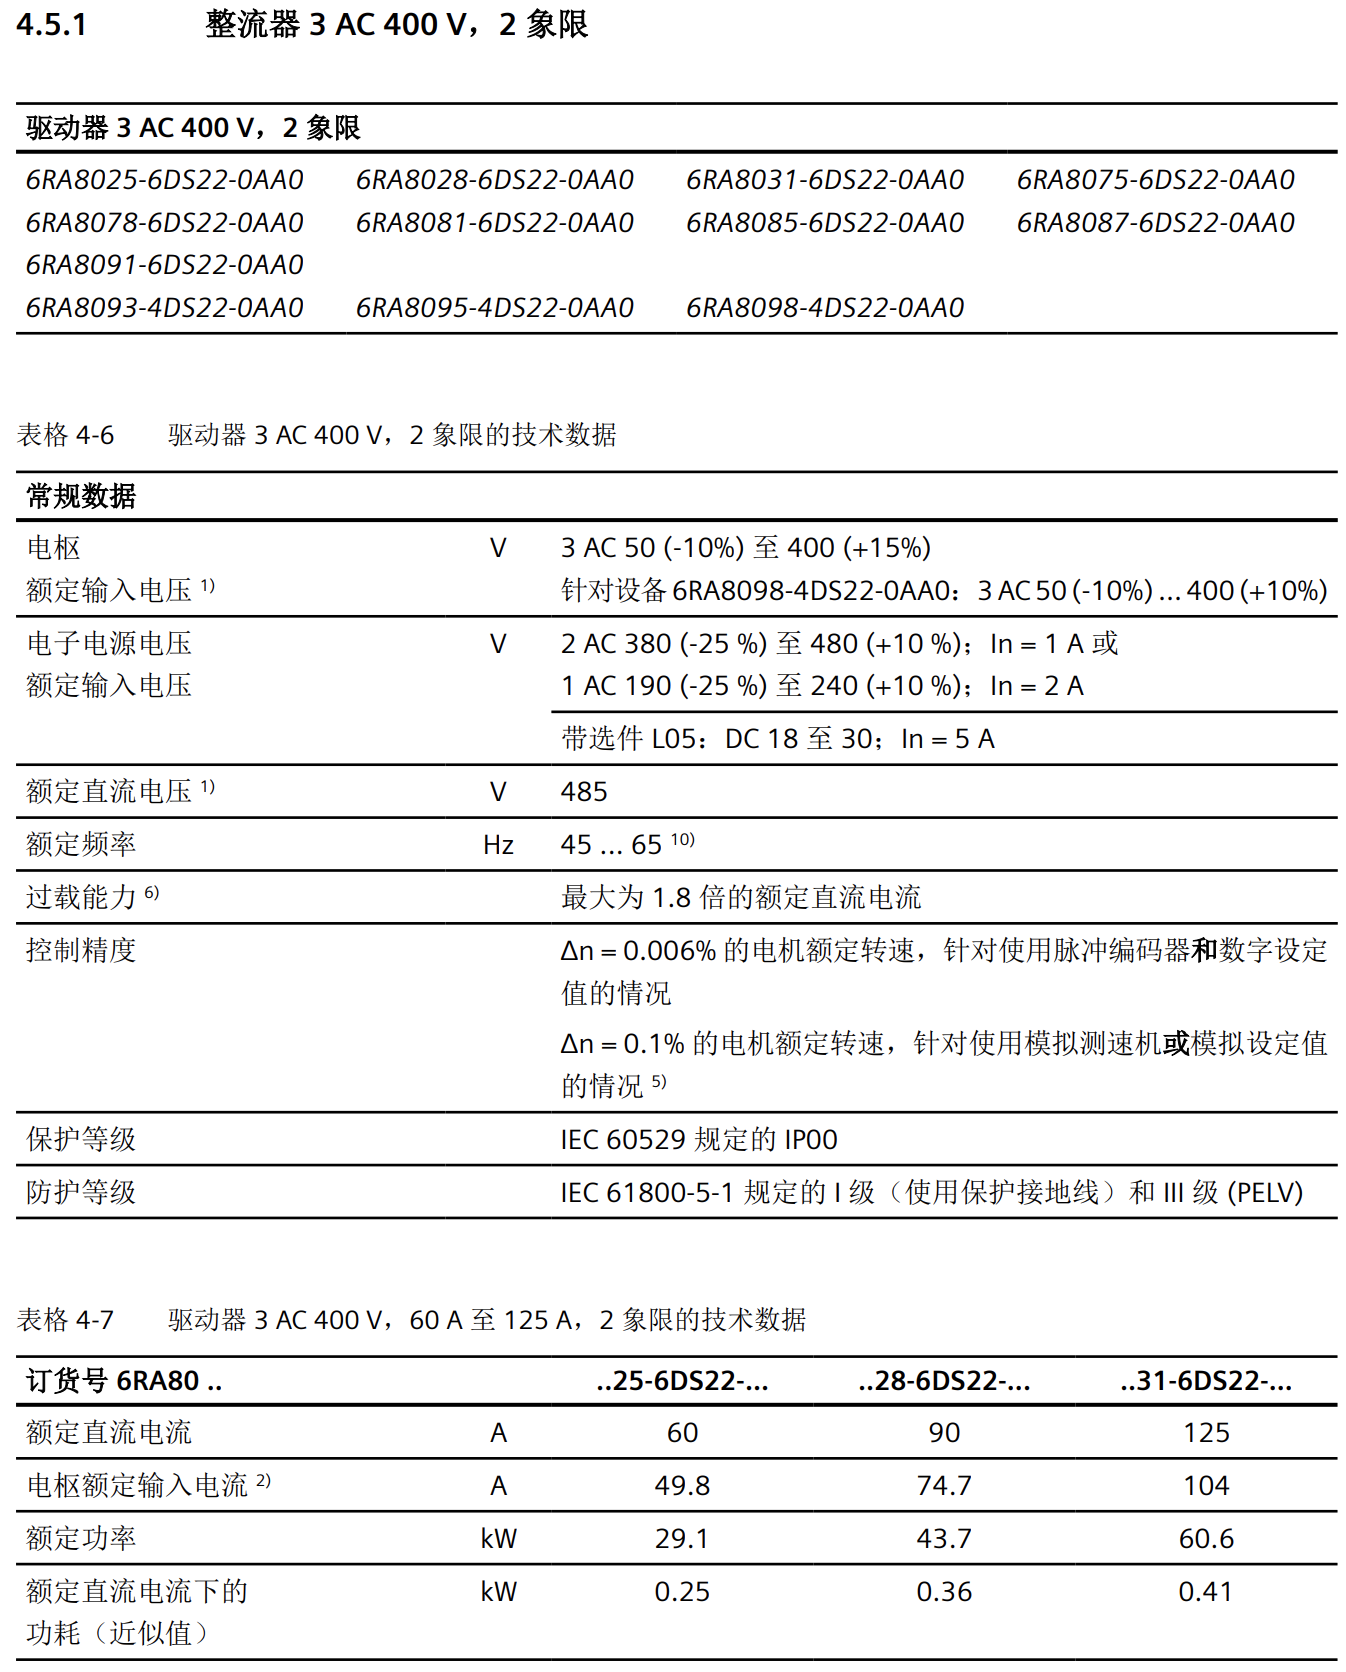 4.5.1 整流器 3 AC 400 V，2 象限
驱动器 3 AC 400 V，2 象限
6RA8025-6DS22-0AA0 6RA8028-6DS22-0AA0 6RA8031-6DS22-0AA0 6RA8075-6DS22-0AA0
6RA8078-6DS22-0AA0 6RA8081-6DS22-0AA0 6RA8085-6DS22-0AA0 6RA8087-6DS22-0AA0
6RA8091-6DS22-0AA0
6RA8093-4DS22-0AA0 6RA8095-4DS22-0AA0 6RA8098-4DS22-0AA0
表格 4-6 驱动器 3 AC 400 V，2 象限的技术数据
常规数据
电枢 V 3 AC 50 (-10%) 至 400 (+15%)
额定输入电压 1) 针对设备 6RA8098-4DS22-0AA0：3 AC 50 (-10%) ... 400 (+10%)
电子电源电压 V 2 AC 380 (-25 %) 至 480 (+10 %)；In = 1 A 或
额定输入电压 1 AC 190 (-25 %) 至 240 (+10 %)；In = 2 A
带选件 L05：DC 18 至 30；In = 5 A
额定直流电压 1) V 485
额定频率 Hz 45 ... 65 10)
过载能力 6) 最大为 1.8 倍的额定直流电流
控制精度 Δn = 0.006% 的电机额定转速，针对使用脉冲编码器和数字设定
值的情况
Δn = 0.1% 的电机额定转速，针对使用模拟测速机或模拟设定值
的情况 5)
保护等级 IEC 60529 规定的 IP00
防护等级 IEC 61800-5-1 规定的 I 级（使用保护接地线）和 III 级 (PELV)
表格 4-7 驱动器 3 AC 400 V，60 A 至 125 A，2 象限的技术数据
订货号 6RA80 .. ..25-6DS22-... ..28-6DS22-... ..31-6DS22-...
额定直流电流 A 60 90 125
电枢额定输入电流 2) A 49.8 74.7 104
额定功率 kW 29.1 43.7 60.6
额定直流电流下的 kW 0.25 0.36 0.41
功耗（近似值）